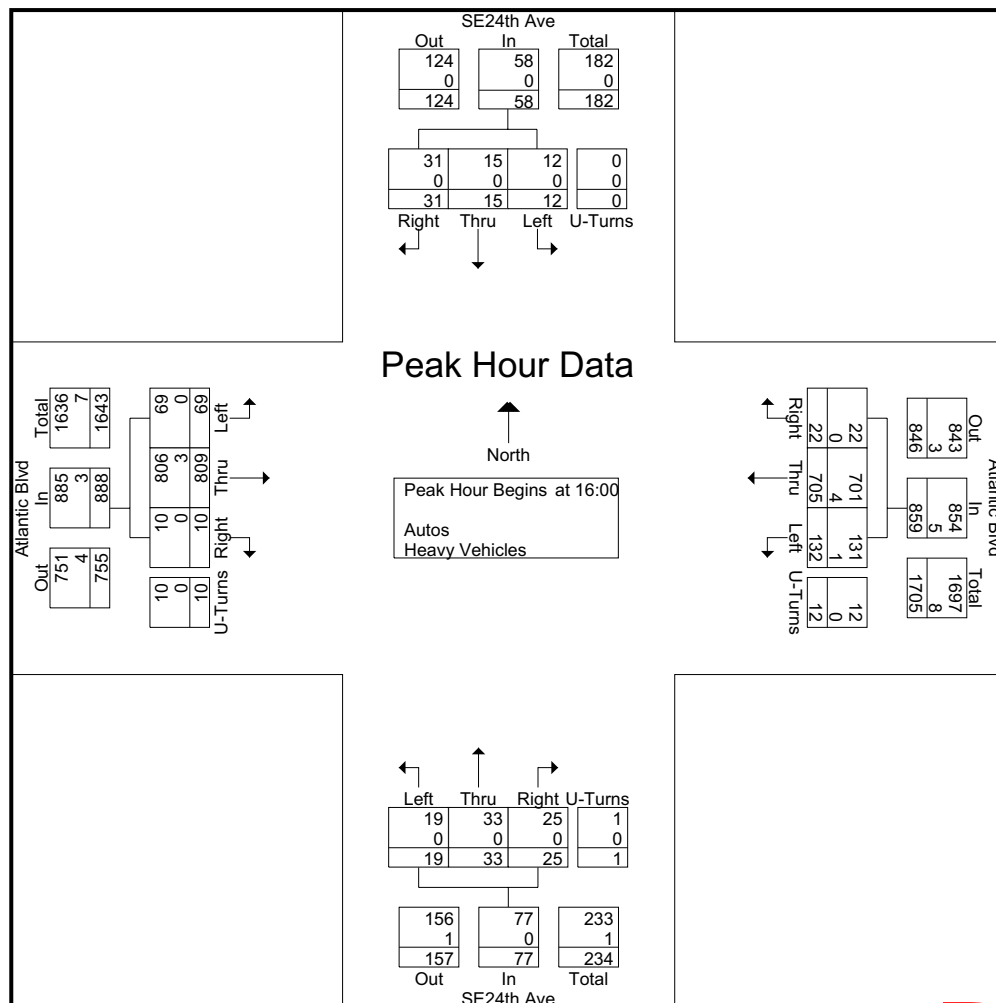 SE24th Ave
Out In Total
124 58 182
0 0 0
124 58 182
31 15 12 0
0 0 0 0
31 15 12 0
Right Thru Left U-Turns
Peak Hour Data
North
Peak Hour Begins at 16:00
Autos
Heavy Vehicles
Atlantic Blvd
Out In Total
751 885 1636
4 3 7
755 888 1643
10 10 806 69
0 0 3 0
10 10 809 69
U-Turns Right Thru Left
Atlantic Blvd
Out In Total
843 854 1697
3 5 8
846 859 1705
22 701 131 12
0 4 1 0
22 705 132 12
Right Thru Left U-Turns
Left Thru Right U-Turns
19 33 25 1
0 0 0 0
19 33 25 1
156 77 233
1 0 1
157 77 234
Out In Total
SE24th Ave